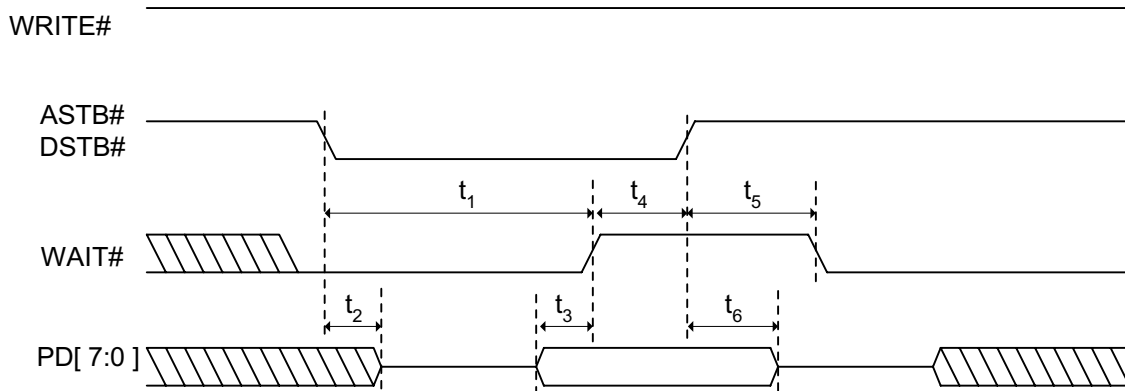 WRITE#
ASTB#
DSTB#
t1 t4 t5
WAIT#
t2 t3 t6
PD[ 7:0 ]